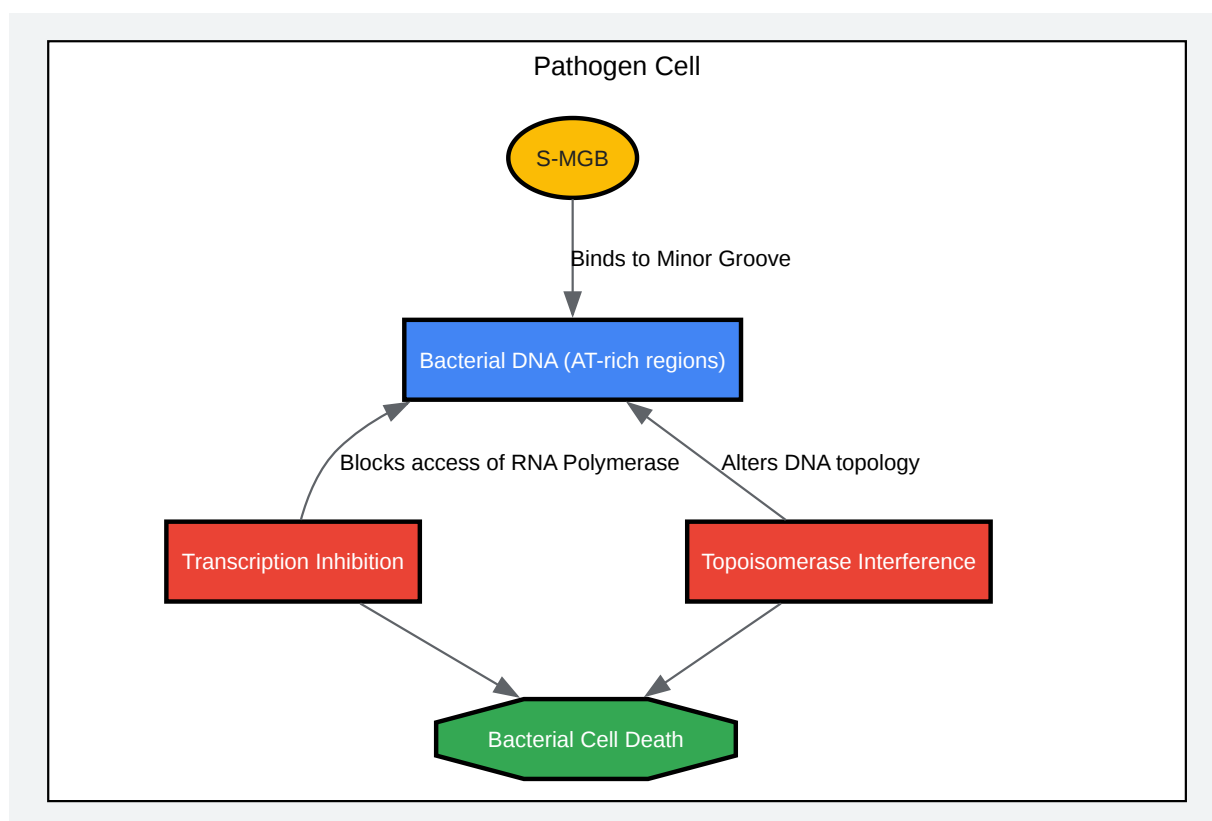 Pathogen Cell
S-MGB
Binds to Minor Groove
Bacterial DNA (AT-rich regions)
Blocks access of RNA Polymerase
Alters DNA topology
Transcription Inhibition
Topoisomerase Interference
Bacterial Cell Death